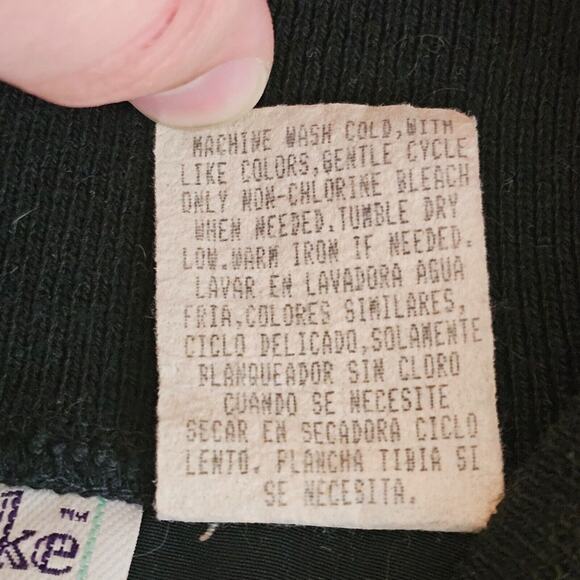 MACHINE WASH COLD,WITH
LIKE COLORS,GENTLE CYCLE
ONLY NON-CHLORINE BLEACH
WHEN NEEDED.TUMBLE DRY
LOW.WARM IRON IF NEEDED.
LAVAR EN LAVADORA AGUA
FRIA,COLORES SIMILARES,
CICLO DELICADO,SOLAMENTE
BLANQUEADOR SIN CLORO
CUANDO SE NECESITE
SECAR EN SECADORA CICLO
LENTO. PLANCHA TIBIA SI
SE NECESITA.
ke